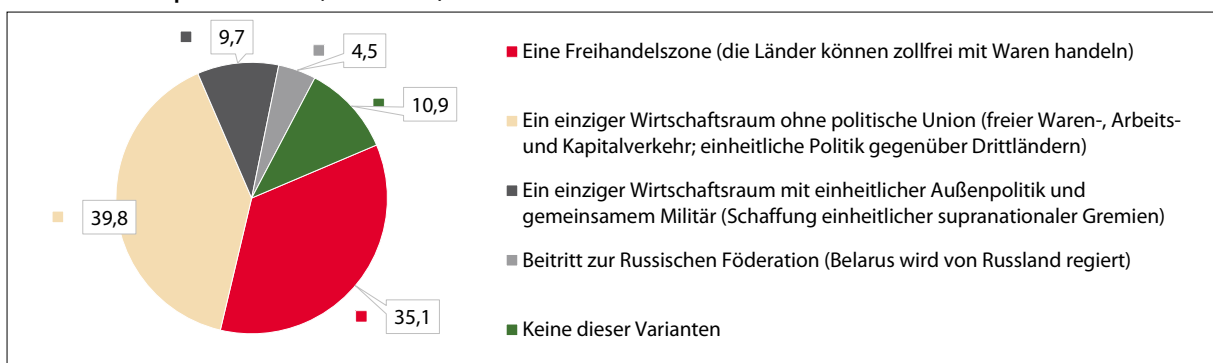 9,7
4,5
10,9
39,8
35,1
Eine Freihandelszone (die Länder können zollfrei mit Waren handeln)
Ein einziger Wirtschaftsraum ohne politische Union (freier Waren-, Arbeits-
und Kapitalverkehr; einheitliche Politik gegenüber Drittländern)
Ein einziger Wirtschaftsraum mit einheitlicher Außenpolitik und
gemeinsamem Militär (Schaffung einheitlicher supranationaler Gremien)
Beitritt zur Russischen Föderation (Belarus wird von Russland regiert)
Keine dieser Varianten